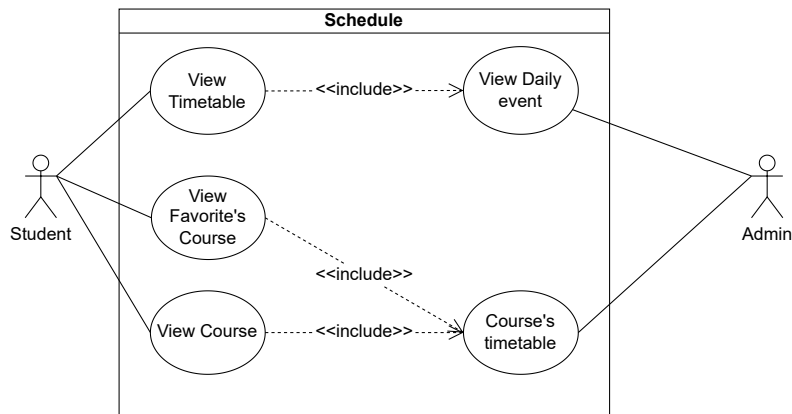 Schedule
View
Timetable
<<include>>
View Daily
event
Student
View
Favorite's
Course
Admin
<<include>>
View Course
<<include>>
Course's
timetable